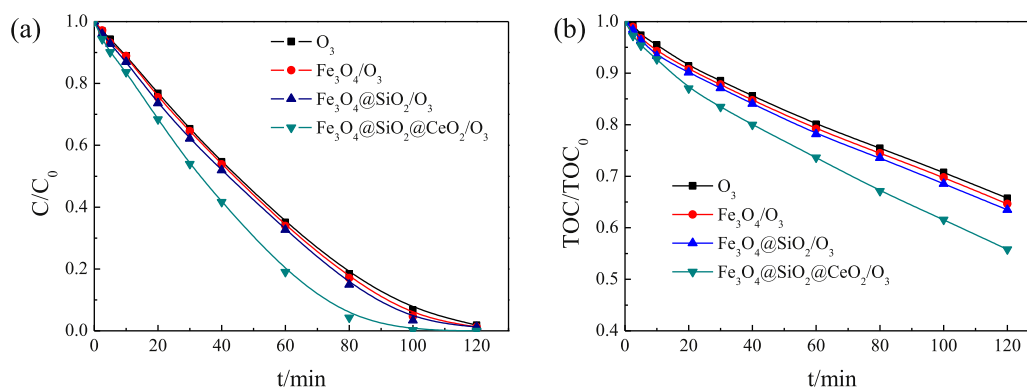 (a)
C/C₀
1.0
0.8
0.6
0.4
0.2
0.0
O₃
Fe₃O₄/O₃
Fe₃O₄@SiO₂/O₃
Fe₃O₄@SiO₂@CeO₂/O₃
0 20 40 60 80 100 120
t/min
(b)
TOC/TOC₀
1.0
0.9
0.8
0.7
0.6
0.5
0.4
O₃
Fe₃O₄/O₃
Fe₃O₄@SiO₂/O₃
Fe₃O₄@SiO₂@CeO₂/O₃
0 20 40 60 80 100 120
t/min